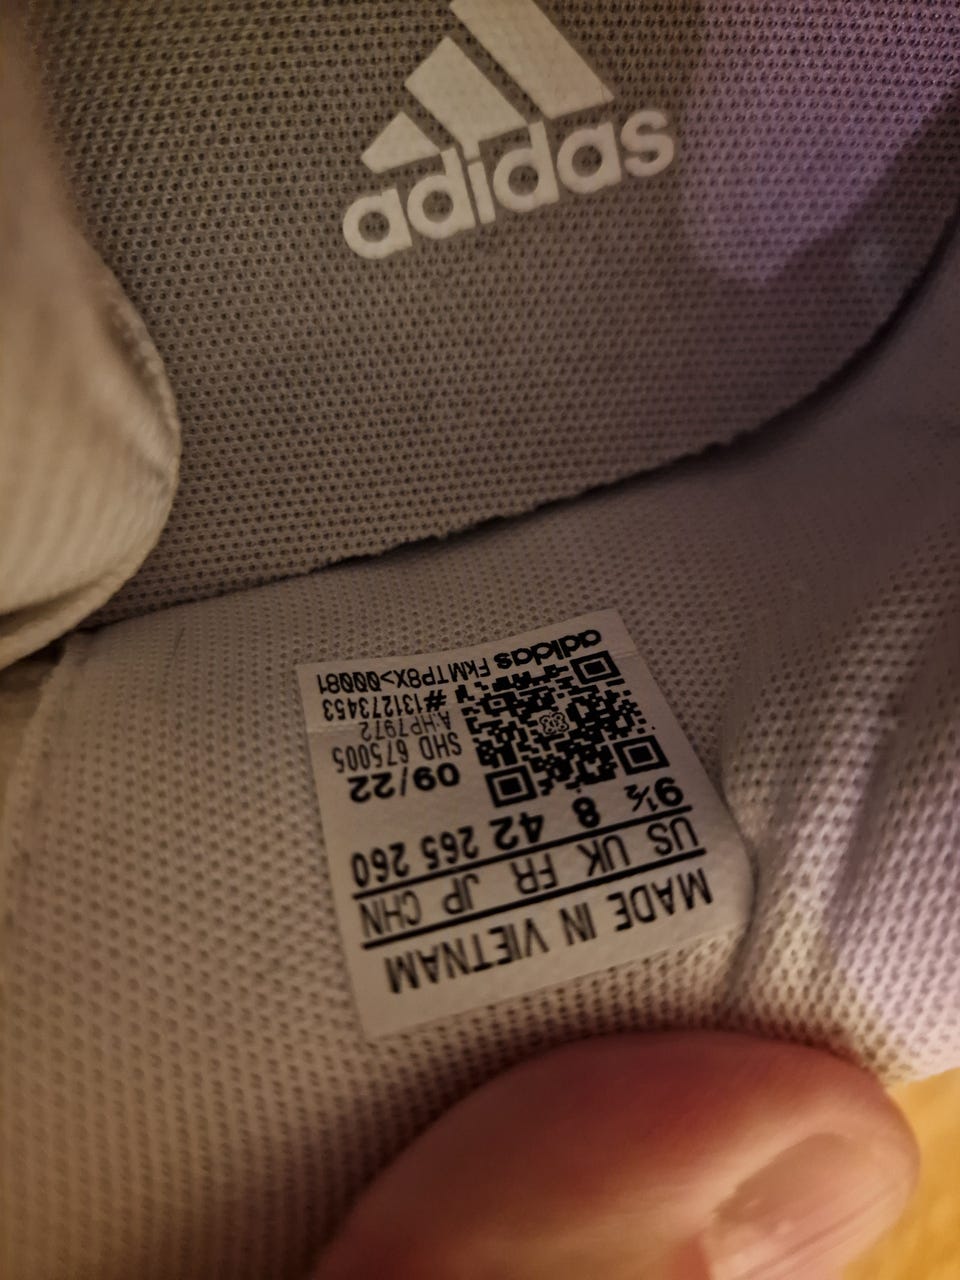 adidas
MADE IN VIETNAM
US UK FR JP CHN
9½ 8 42 265 260
09/22
SHD 675005
A:HP7972
#131273453
adidas FKMTP8X>00081